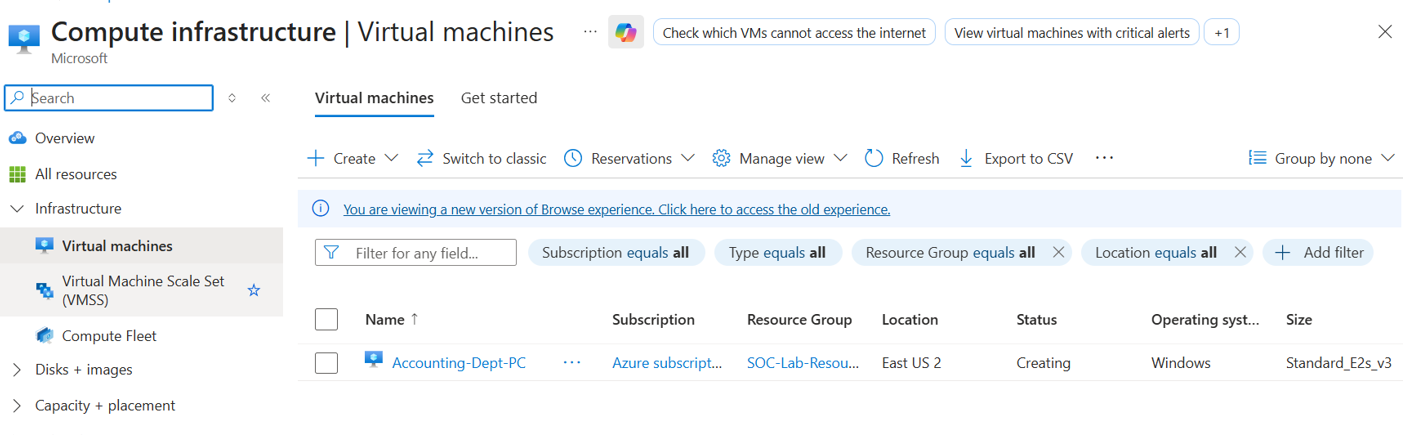 Compute infrastructure | Virtual machines ... Check which VMs cannot access the internet View virtual machines with critical alerts +1
Microsoft
Search
Virtual machines Get started
Overview
Create Switch to classic Reservations Manage view Refresh Export to CSV ... Group by none
All resources
Infrastructure
You are viewing a new version of Browse experience. Click here to access the old experience.
Virtual machines
Filter for any field... Subscription equals all Type equals all Resource Group equals all Location equals all Add filter
Virtual Machine Scale Set
(VMSS)
Name ↑ Subscription Resource Group Location Status Operating syst... Size
Compute Fleet
Accounting-Dept-PC ... Azure subscript... SOC-Lab-Resou... East US 2 Creating Windows Standard_E2s_v3
Disks + images
Capacity + placement